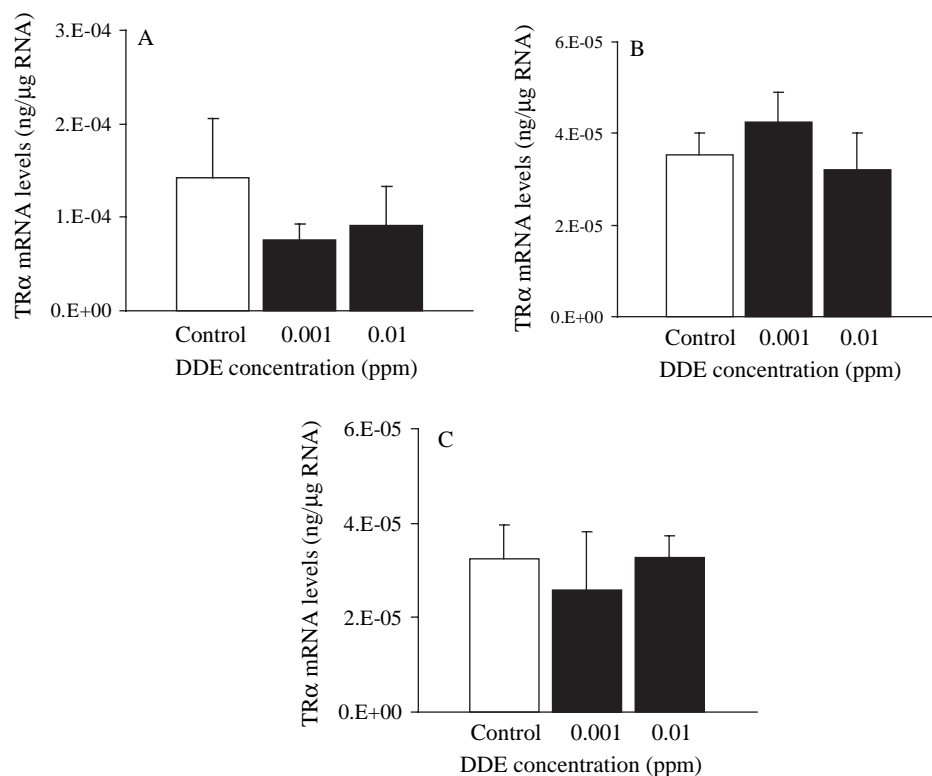 A
TRα mRNA levels (ng/μg RNA)
3.E-04
2.E-04
1.E-04
0.E+00
Control 0.001 0.01
DDE concentration (ppm)
B
TRα mRNA levels (ng/μg RNA)
6.E-05
4.E-05
2.E-05
0.E+00
Control 0.001 0.01
DDE concentration (ppm)
C
TRα mRNA levels (ng/μg RNA)
6.E-05
4.E-05
2.E-05
0.E+00
Control 0.001 0.01
DDE concentration (ppm)